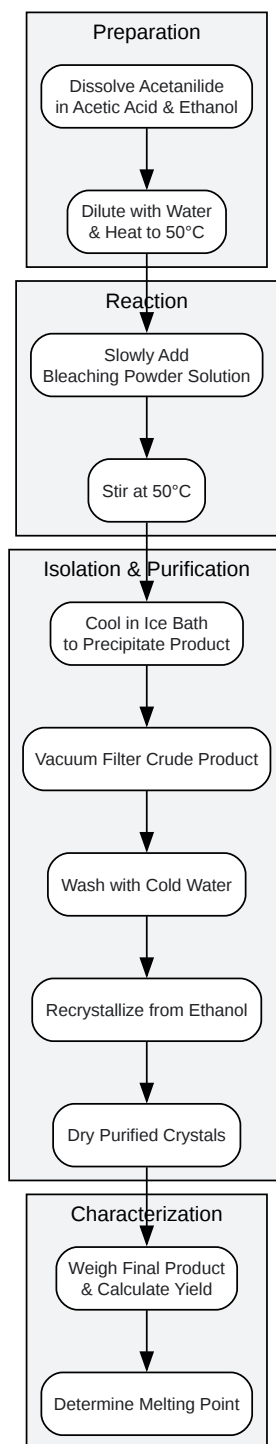 Preparation
Dissolve Acetanilide
in Acetic Acid & Ethanol
Dilute with Water
& Heat to 50°C
Reaction
Slowly Add
Bleaching Powder Solution
Stir at 50°C
Isolation & Purification
Cool in Ice Bath
to Precipitate Product
Vacuum Filter Crude Product
Wash with Cold Water
Recrystallize from Ethanol
Dry Purified Crystals
Characterization
Weigh Final Product
& Calculate Yield
Determine Melting Point